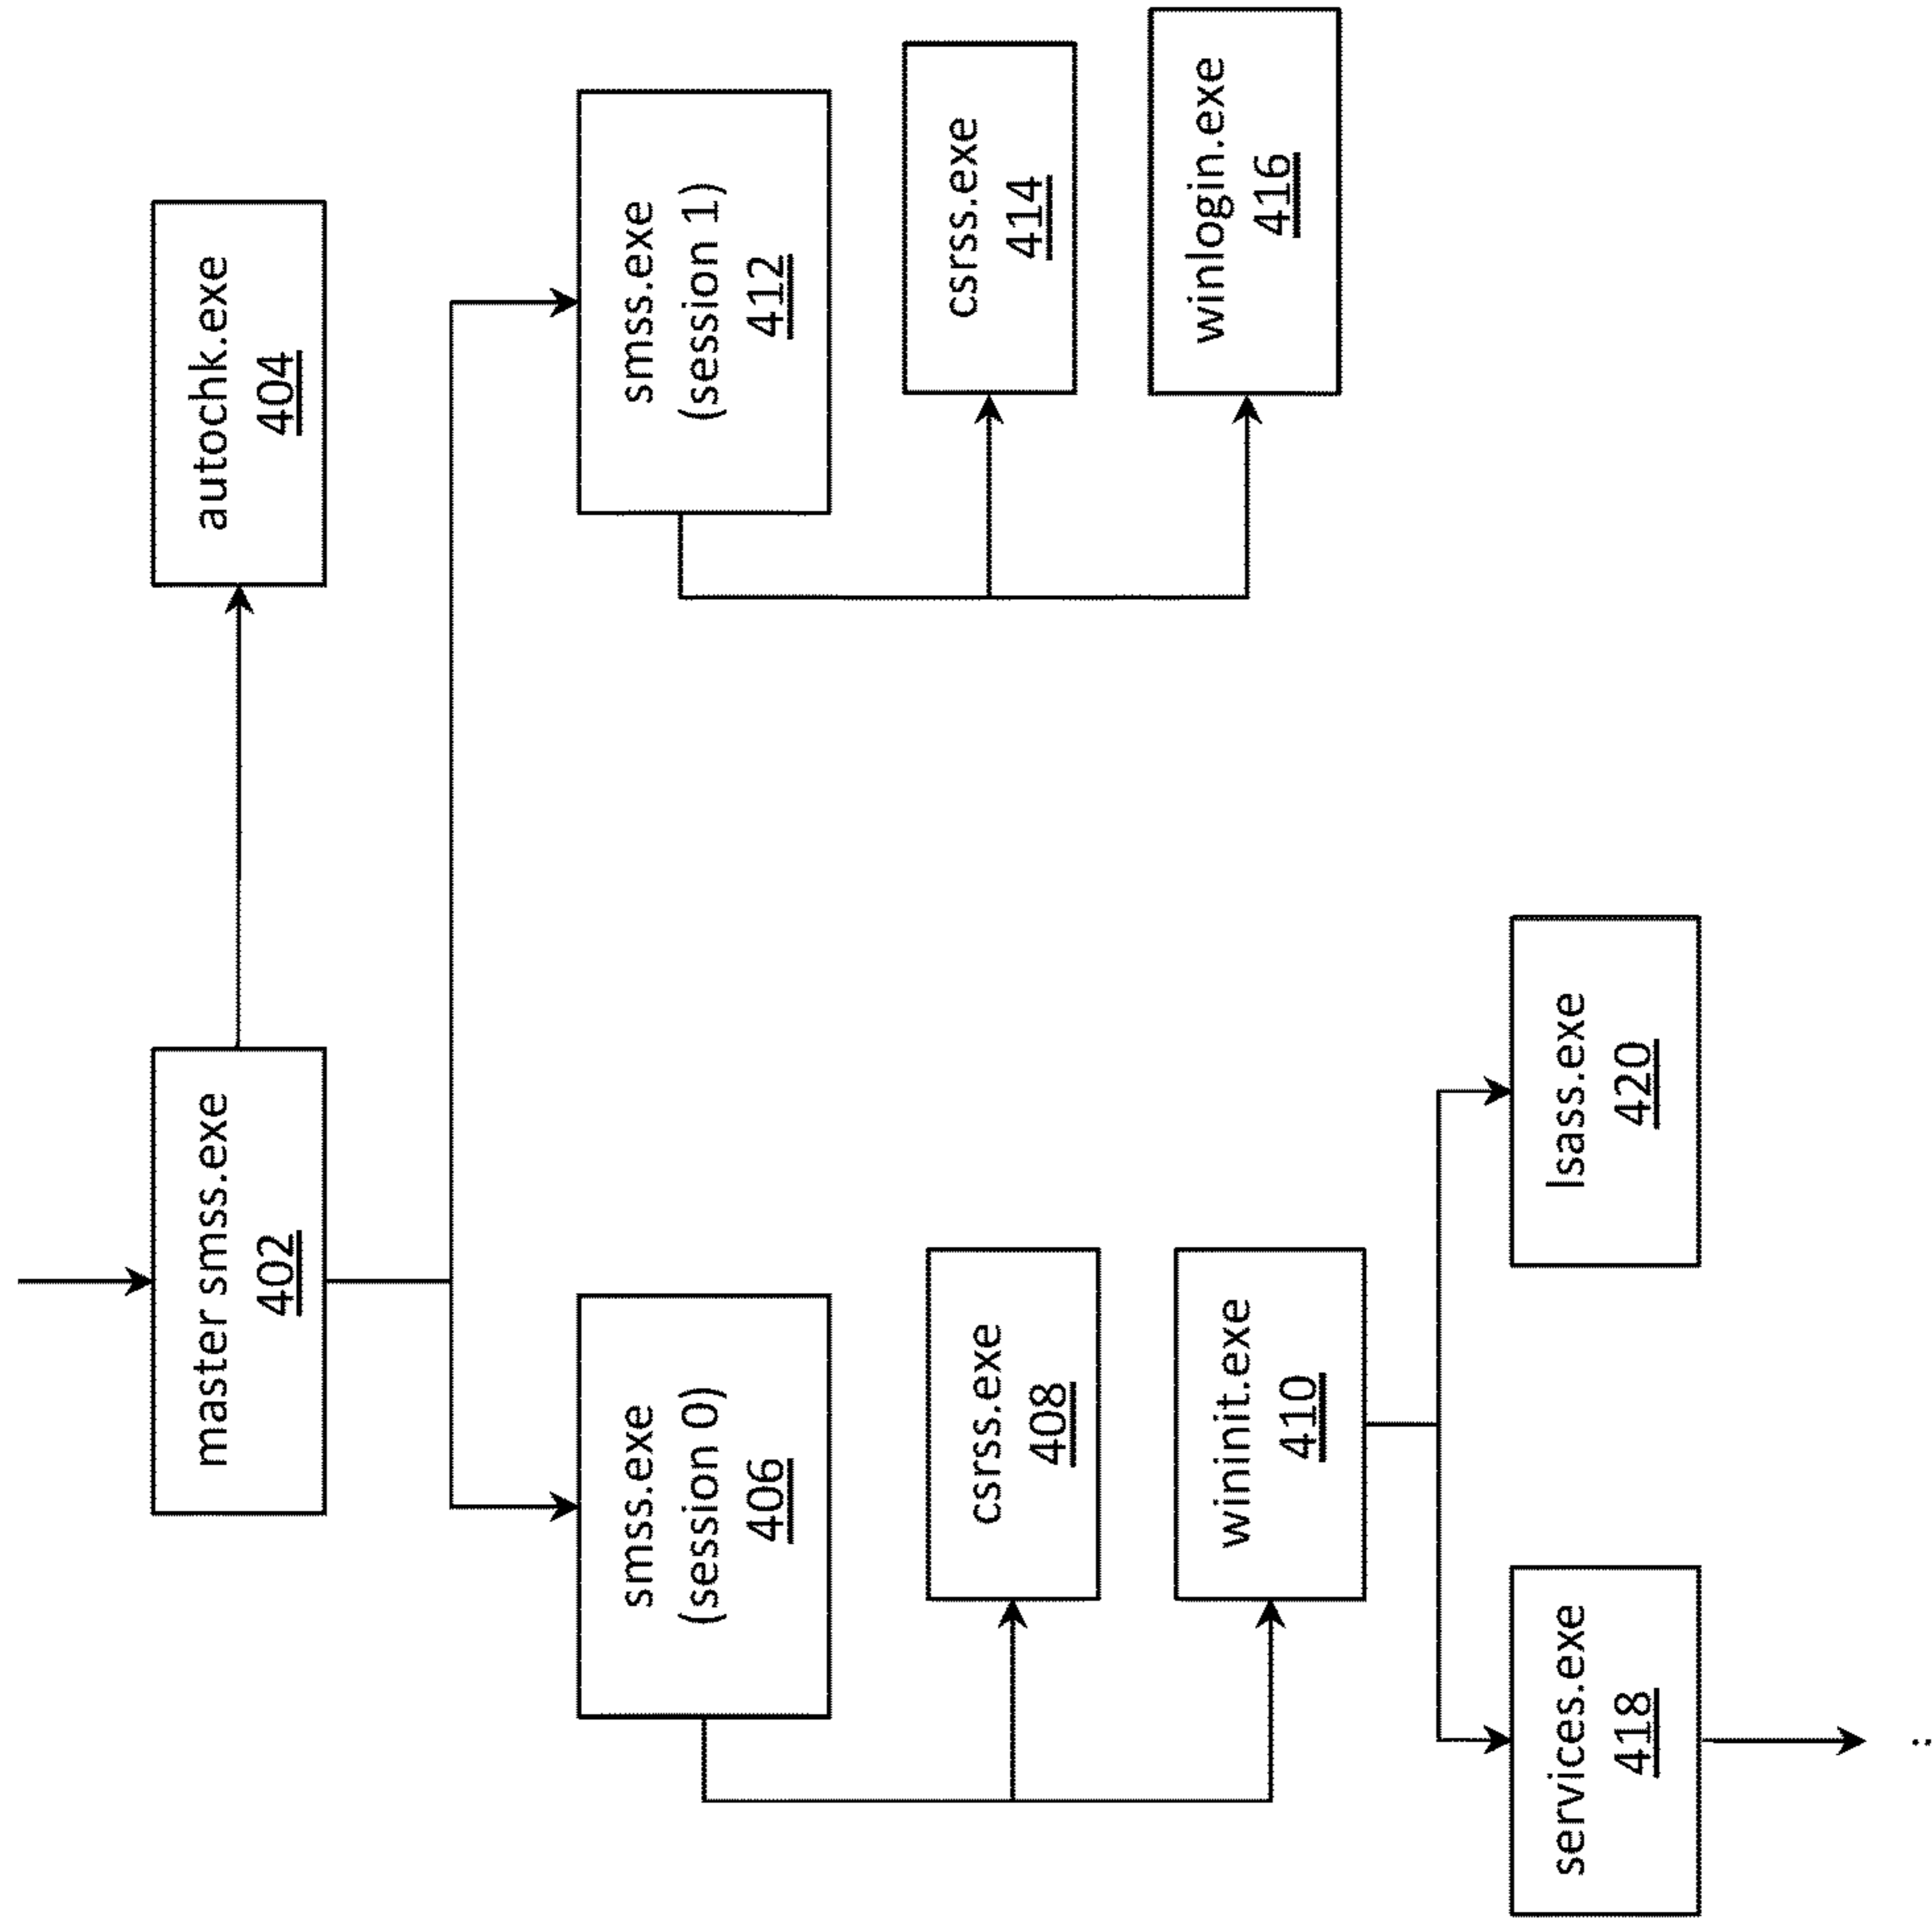 master smss.exe
402
autochk.exe
404
smss.exe
(session 0)
406
smss.exe
(session 1)
412
csrss.exe
408
csrss.exe
414
wininit.exe
410
winlogin.exe
416
services.exe
418
lsass.exe
420